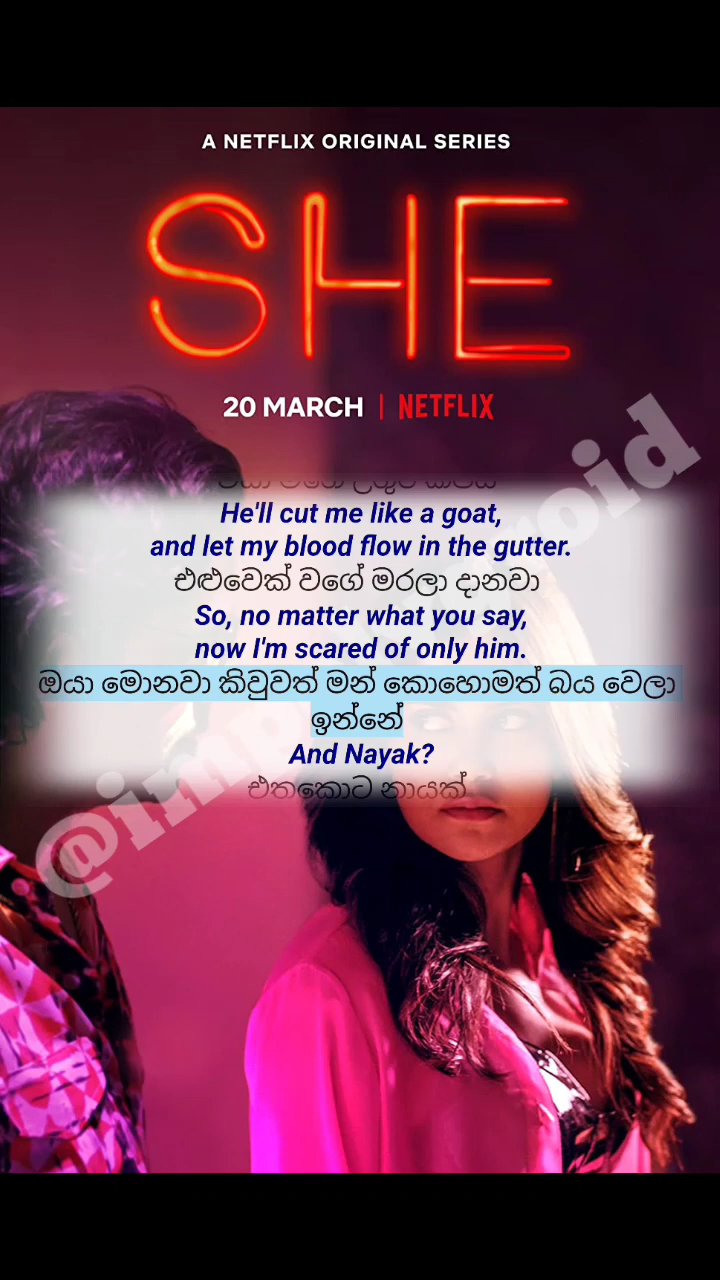 A NETFLIX ORIGINAL SERIES
SHE
20 MARCH | NETFLIX
He'll cut me like a goat,
and let my blood flow in the gutter.
එළුවෙක් වගේ මරලා දානවා
So, no matter what you say,
now I'm scared of only him.
ඔයා මොනවා කිවුවත් මන් කොහොමත් බය වෙලා
ඉන්නේ
And Nayak?
එතකොට නායක්